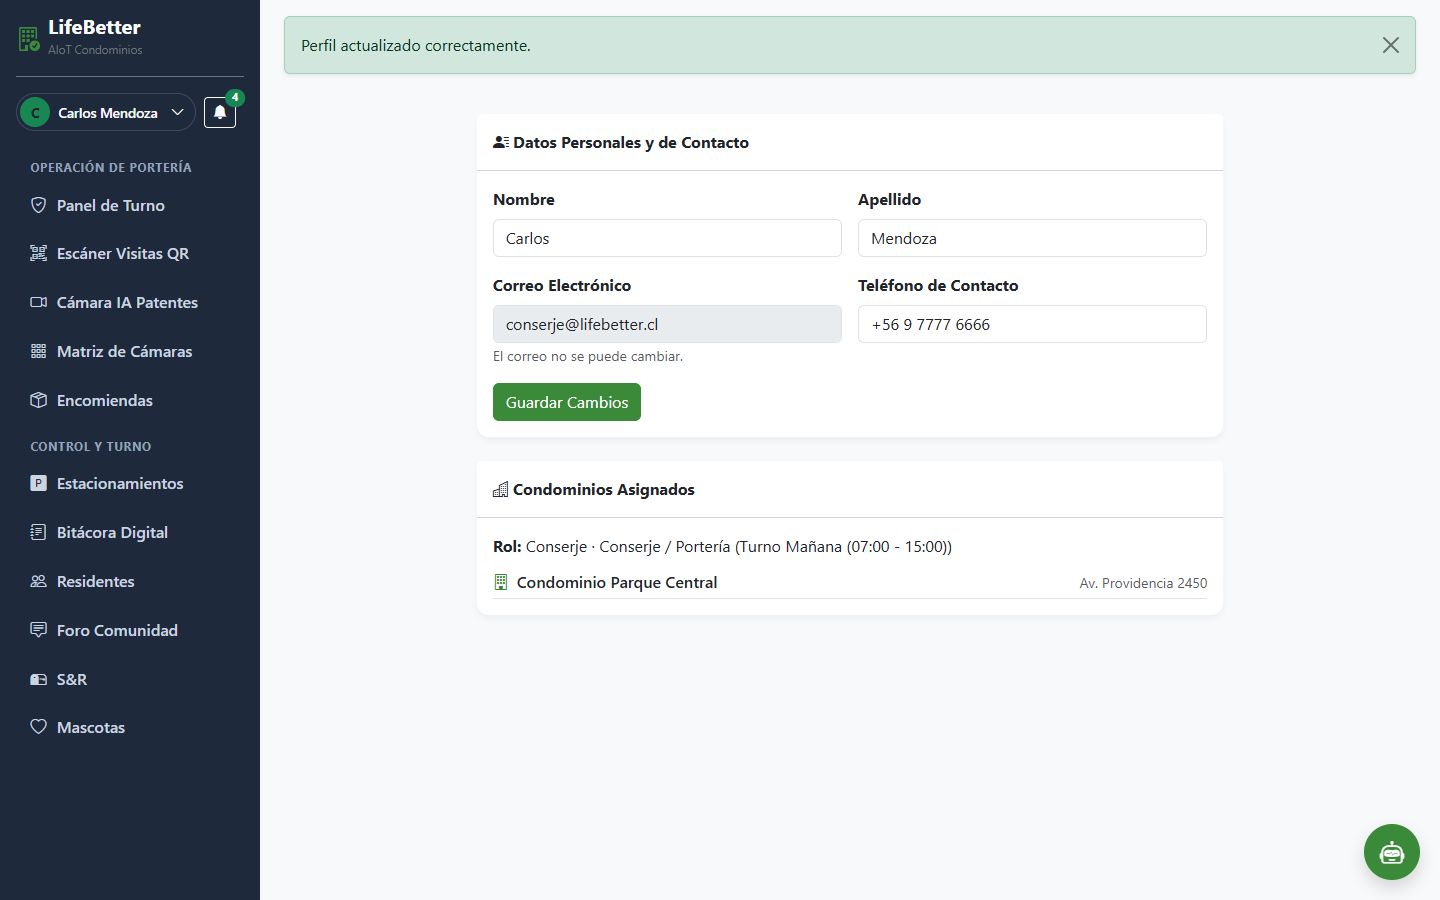 LifeBetter
AIoT Condominios
C Carlos Mendoza 4
OPERACIÓN DE PORTERÍA
Panel de Turno
Escáner Visitas QR
Cámara IA Patentes
Matriz de Cámaras
Encomiendas
CONTROL Y TURNO
P Estacionamientos
Bitácora Digital
Residentes
Foro Comunidad
S&R
Mascotas
Perfil actualizado correctamente.
Datos Personales y de Contacto
Nombre Apellido
Carlos Mendoza
Correo Electrónico Teléfono de Contacto
conserje@lifebetter.cl +56 9 7777 6666
El correo no se puede cambiar.
Guardar Cambios
Condominios Asignados
Rol: Conserje · Conserje / Portería (Turno Mañana (07:00 - 15:00))
Condominio Parque Central Av. Providencia 2450